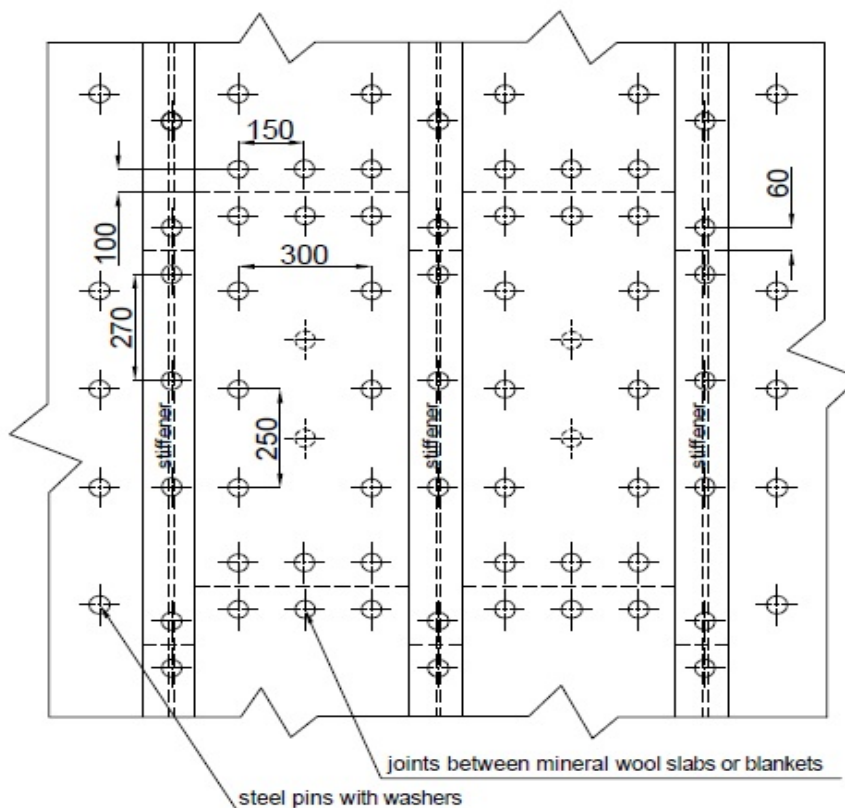 150
60
100
300
270
250
stiffener
stiffener
stiffener
joints between mineral wool slabs or blankets
steel pins with washers